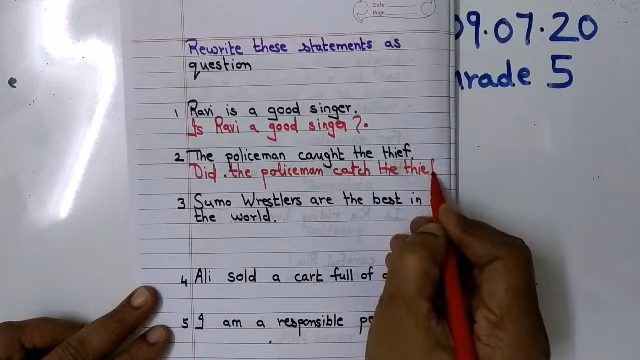 Date
Page
09.07.20
Grade 5
Rewrite these statements as
question
1 Ravi is a good singer.
Is Ravi a good singer?.
2 The policeman caught the thief
Did. the policeman catch the thief
3 Sumo Wrestlers are the best in
the world.
4 Ali sold a cart full of
5 I am a responsible